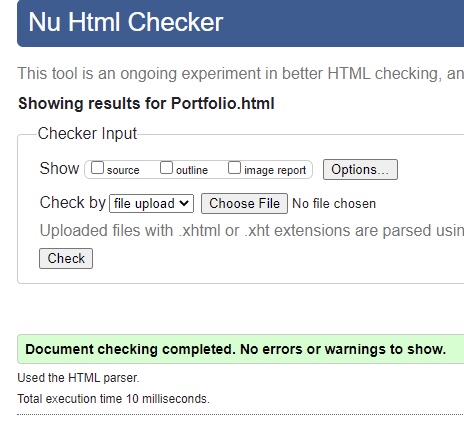 Nu Html Checker
This tool is an ongoing experiment in better HTML checking, an
Showing results for Portfolio.html
Checker Input
Show source outline image report Options...
Check by file upload Choose File No file chosen
Uploaded files with .xhtml or .xht extensions are parsed usin
Check
Document checking completed. No errors or warnings to show.
Used the HTML parser.
Total execution time 10 milliseconds.